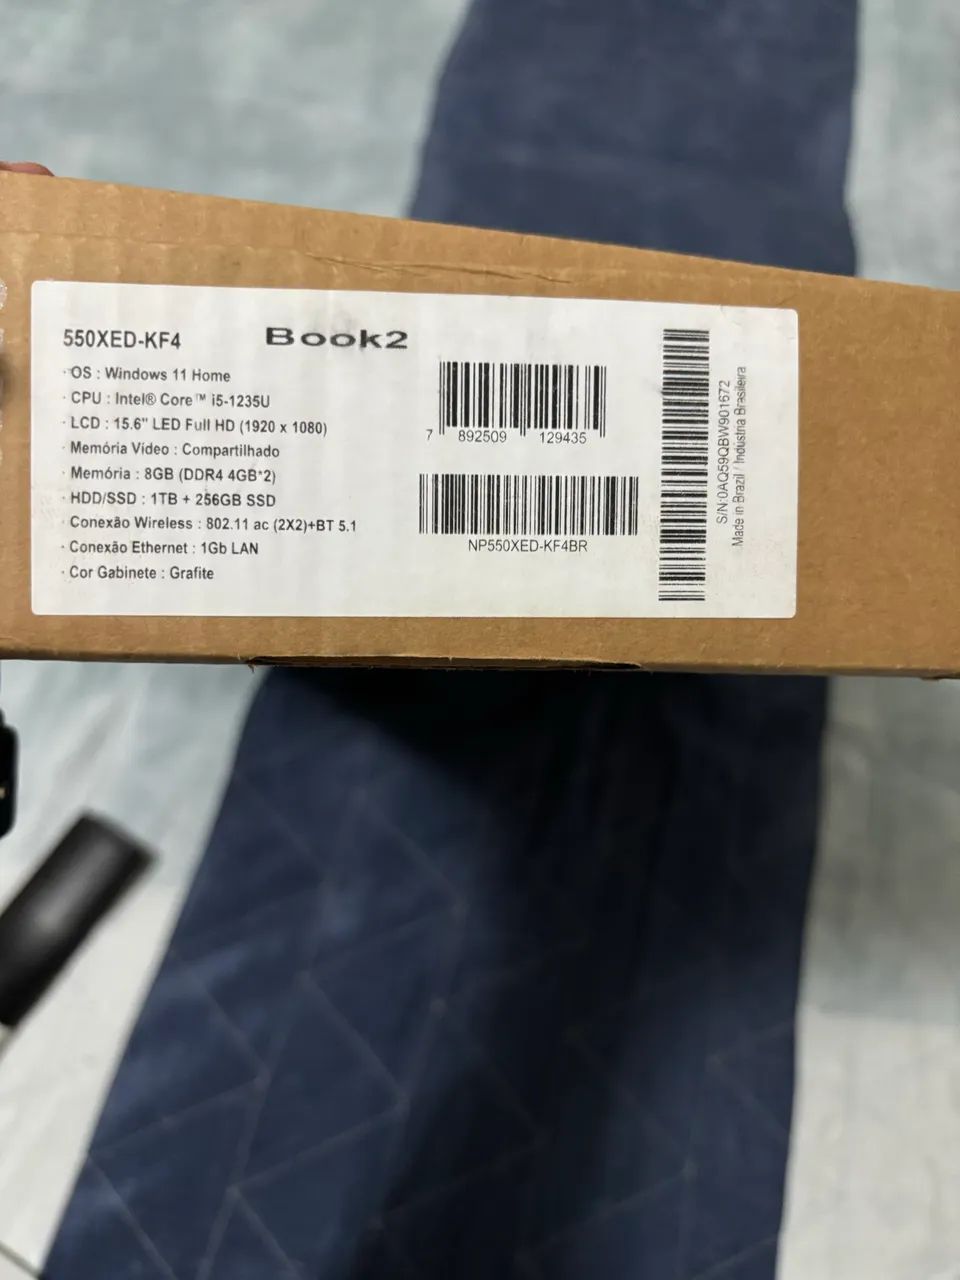 550XED-KF4
Book2
· OS : Windows 11 Home
· CPU : Intel® Core™ i5-1235U
· LCD : 15.6" LED Full HD (1920 x 1080)
· Memória Vídeo : Compartilhado
· Memória : 8GB (DDR4 4GB*2)
· HDD/SSD : 1TB + 256GB SSD
· Conexão Wireless : 802.11 ac (2X2)+BT 5.1
· Conexão Ethernet : 1Gb LAN
· Cor Gabinete : Grafite
7 892509 129435
NP550XED-KF4BR
S/N:0AQ59QBW901672
Made in Brazil / Indústria Brasileira